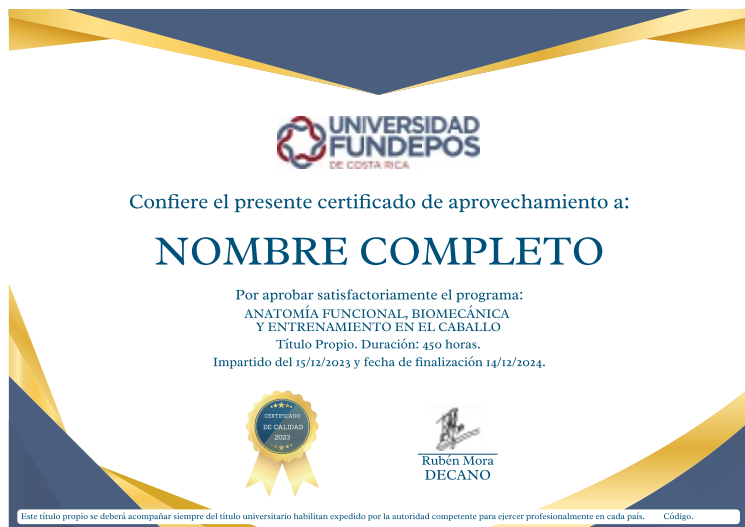 UNIVERSIDAD
FUNDEPOS
DE COSTA RICA
Confiere el presente certificado de aprovechamiento a:
NOMBRE COMPLETO
Por aprobar satisfactoriamente el programa:
ANATOMÍA FUNCIONAL, BIOMECÁNICA
Y ENTRENAMIENTO EN EL CABALLO
Título Propio. Duración: 450 horas.
Impartido del 15/12/2023 y fecha de finalización 14/12/2024.
CERTIFICADO
DE CALIDAD
2023
Rubén Mora
DECANO
Este título propio se deberá acompañar siempre del título universitario habilitan expedido por la autoridad competente para ejercer profesionalmente en cada país. Código.